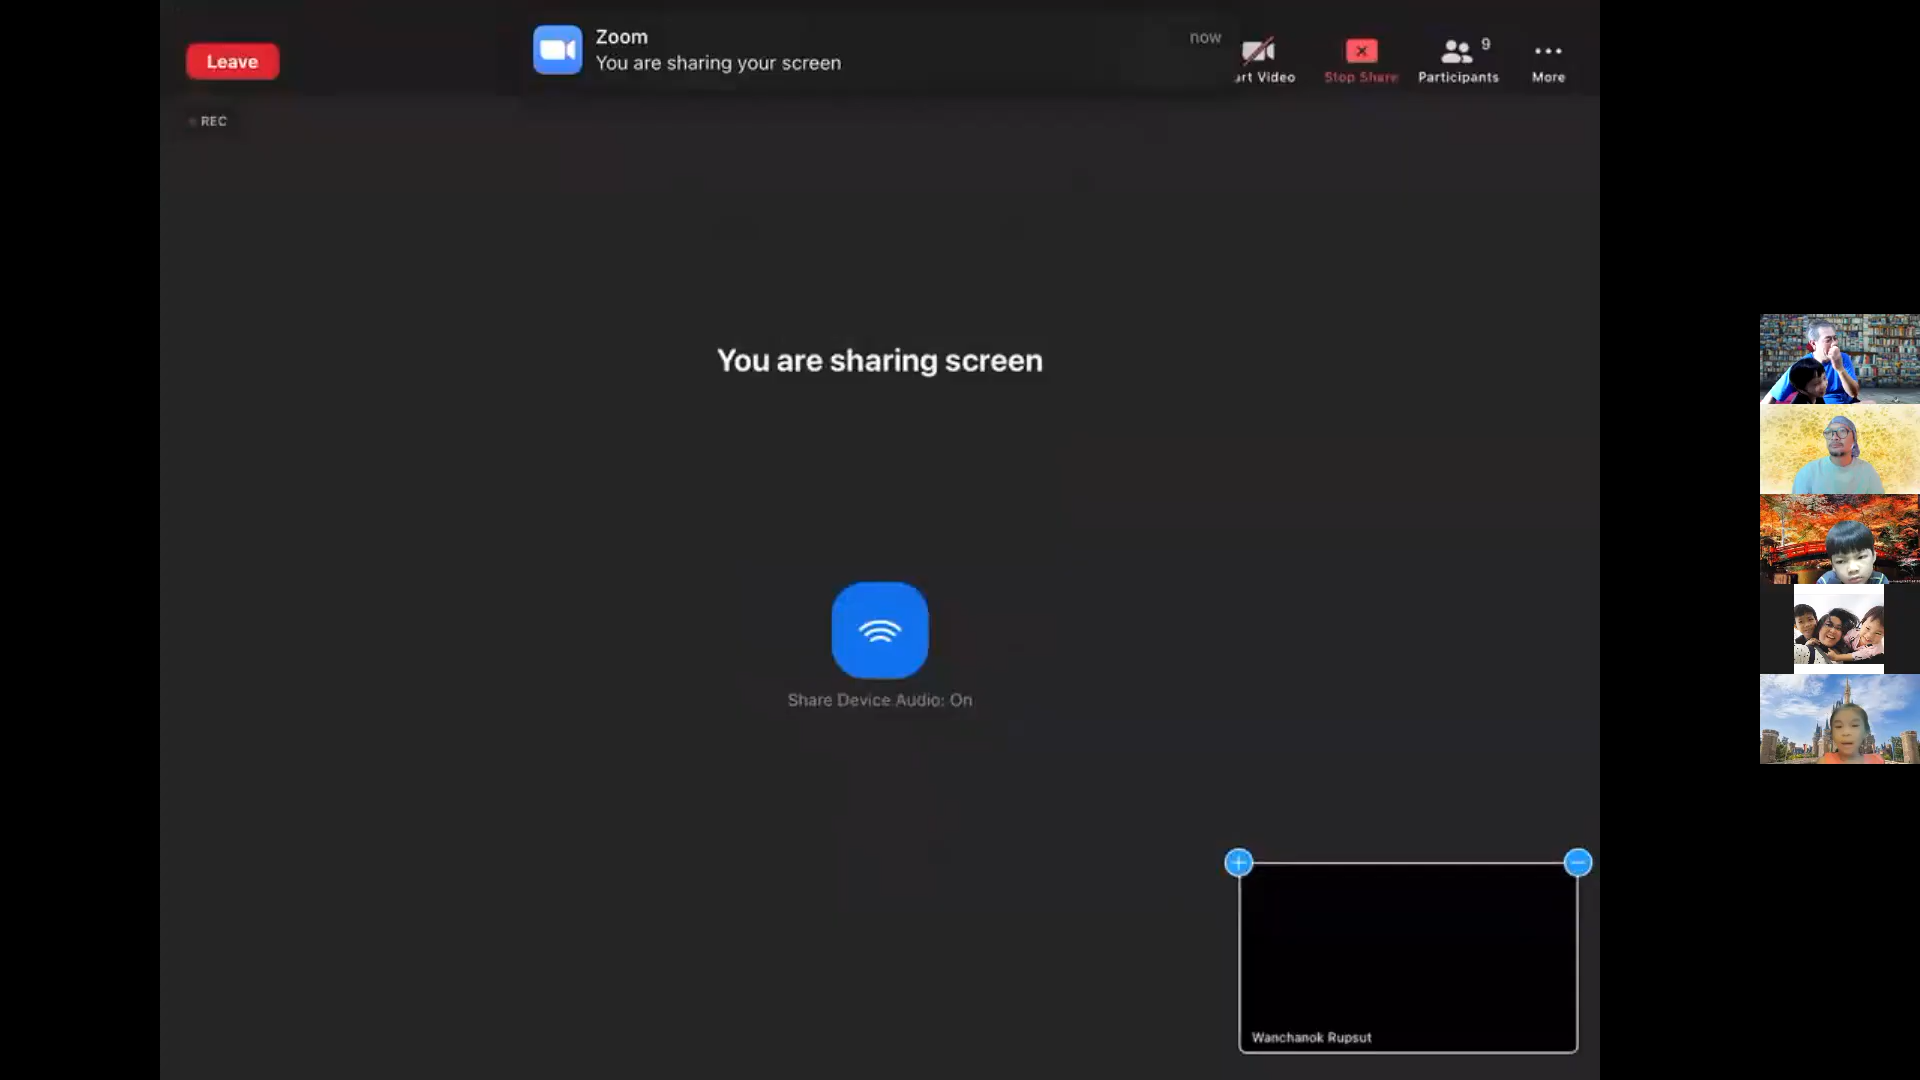 Leave
Zoom
You are sharing your screen
now
art Video
Stop Share
9
Participants
More
REC
You are sharing screen
Share Device Audio: On
Wanchanok Rupsut